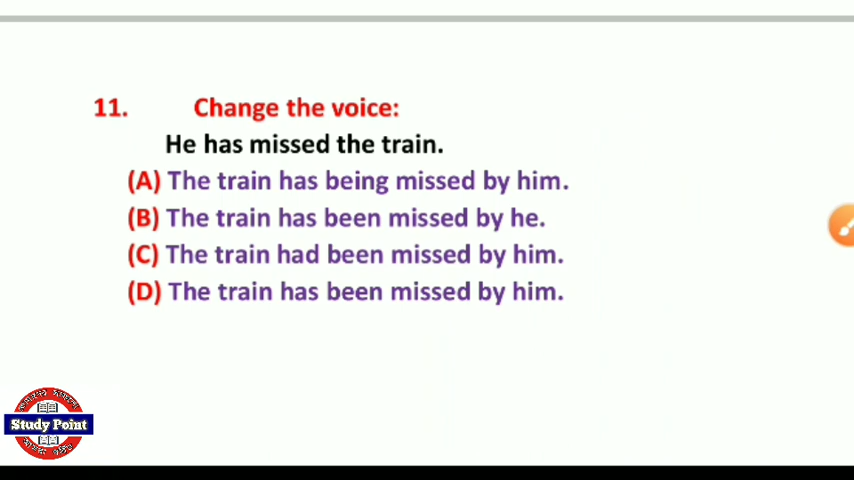 11. Change the voice:
He has missed the train.
(A) The train has being missed by him.
(B) The train has been missed by he.
(C) The train had been missed by him.
(D) The train has been missed by him.
Study Point